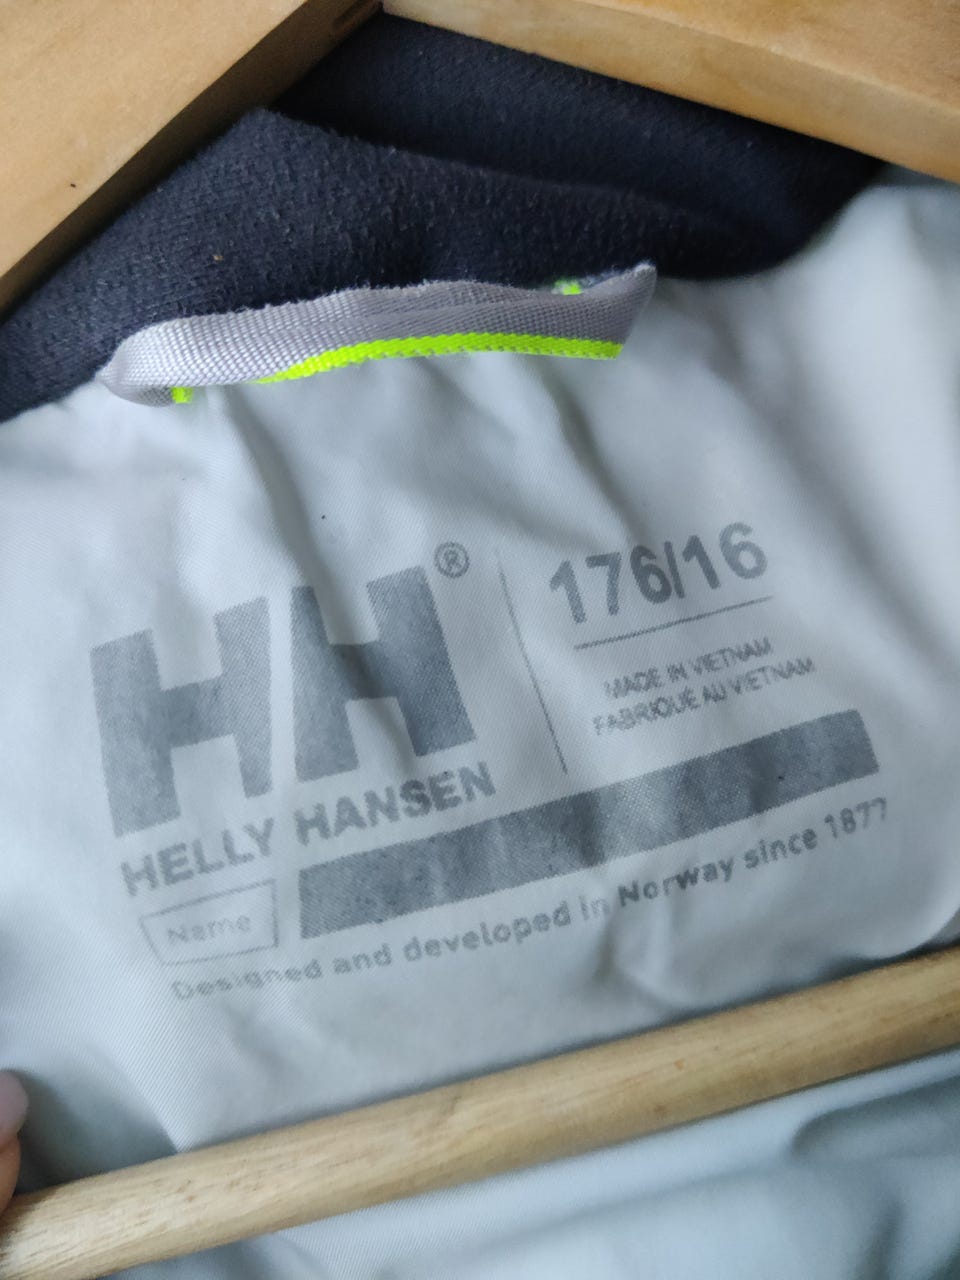 HH®
HELLY HANSEN
176/16
MADE IN VIETNAM
FABRIQUÉ AU VIETNAM
Name
Designed and developed in Norway since 1877